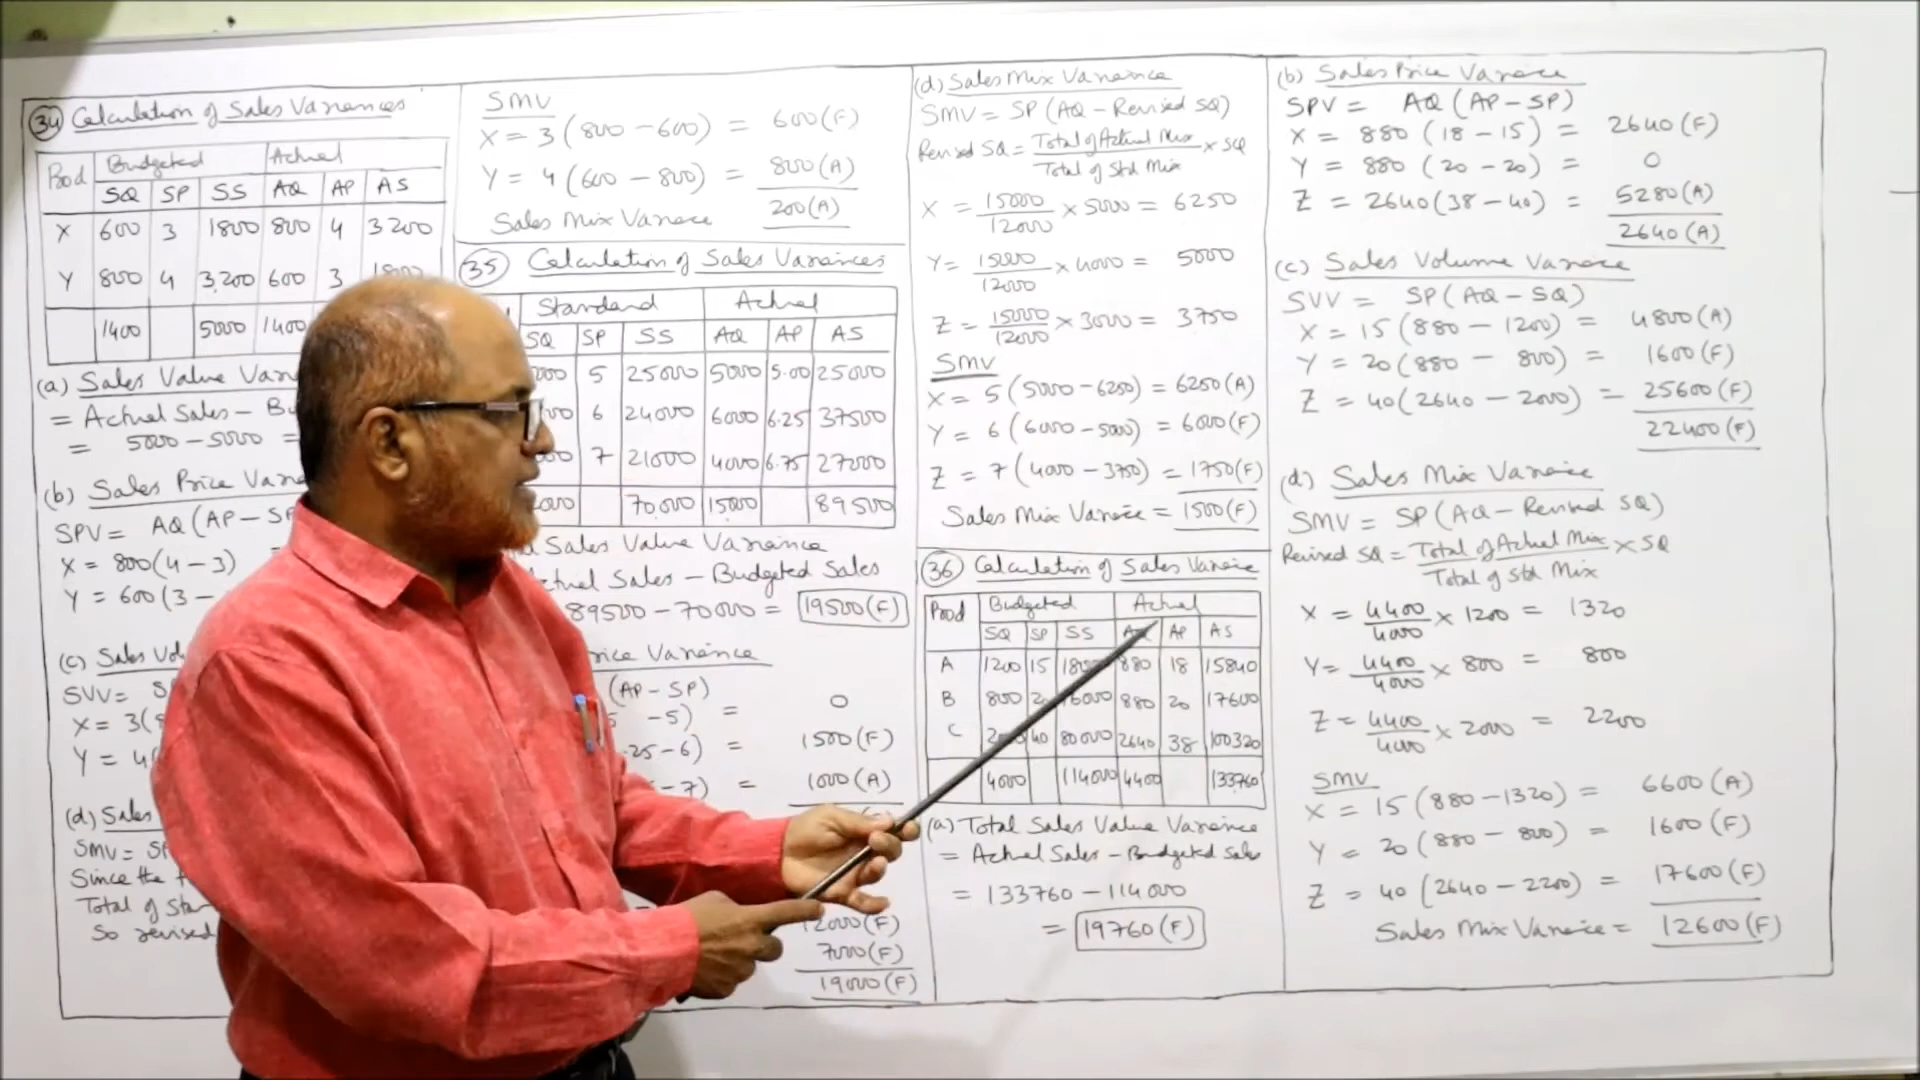 34 Calculation of Sales Variances
Prod Budgeted Actual
SQ SP SS AQ AP AS
X 600 3 1800 800 4 3200
Y 800 4 3,200 600 3
1400 5000 1400
(a) Sales Value
= Actual Sales -
= 5000 - 5000 =
(b) Sales Price
SPV = AQ (AP - SP
X = 800 (4 - 3)
Y = 600 (3 -
(c) Sales
SVV =
X = 3 (
Y = 4
(d) Sales
SMV =
Since the
Total of
So revised
SMV
X = 3 (800 - 600) = 600 (F)
Y = 4 (600 - 800) = 800 (A)
Sales Mix Variance 200 (A)
35 Calculation of Sales Variances
Standard Actual
SQ SP SS AQ AP AS
5 25000 5000 5.00 25000
6 24000 6000 6.25 37500
7 21000 4000 6.75 27000
70,000 15000 89500
Sales Value Variance
Actual Sales - Budgeted Sales
89500 - 70000 = 19500 (F)
Variance
(AP - SP)
- 5) = 0
.25 - 6) = 1500 (F)
- 7) = 1000 (A)
12000 (F)
7000 (F)
19000 (F)
(d) Sales Mix Variance
SMV = SP (AQ - Revised SQ)
Revised SQ = Total of Actual Mix / Total of Std Mix × SQ
X = 15000 / 12000 × 5000 = 6250
Y = 15000 / 12000 × 4000 = 5000
Z = 15000 / 12000 × 3000 = 3750
SMV
X = 5 (5000 - 6250) = 6250 (A)
Y = 6 (6000 - 5000) = 6000 (F)
Z = 7 (4000 - 3750) = 1750 (F)
Sales Mix Variance = 1500 (F)
36 Calculation of Sales Variance
Prod Budgeted Actual
SQ SP SS AQ AP AS
A 1200 15 880 18 15840
B 800 16000 880 20 17600
C 40 80000 2640 38 100320
4000 114000 4400 133760
(a) Total Sales Value Variance
= Actual Sales - Budgeted Sales
= 133760 - 114000
= 19760 (F)
(b) Sales Price Variance
SPV = AQ (AP - SP)
X = 880 (18 - 15) = 2640 (F)
Y = 880 (20 - 20) = 0
Z = 2640 (38 - 40) = 5280 (A)
2640 (A)
(c) Sales Volume Variance
SVV = SP (AQ - SQ)
X = 15 (880 - 1200) = 4800 (A)
Y = 20 (880 - 800) = 1600 (F)
Z = 40 (2640 - 2000) = 25600 (F)
22400 (F)
(d) Sales Mix Variance
SMV = SP (AQ - Revised SQ)
Revised SQ = Total of Actual Mix / Total of Std Mix × SQ
X = 4400 / 4000 × 1200 = 1320
Y = 4400 / 4000 × 800 = 800
Z = 4400 / 4000 × 2000 = 2200
SMV
X = 15 (880 - 1320) = 6600 (A)
Y = 20 (880 - 800) = 1600 (F)
Z = 40 (2640 - 2200) = 17600 (F)
Sales Mix Variance = 12600 (F)